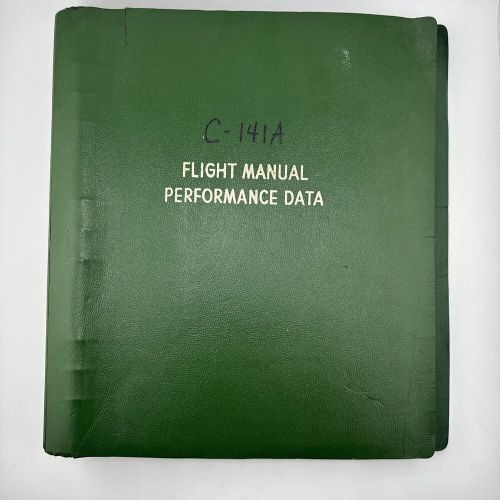 C-141A
FLIGHT MANUAL
PERFORMANCE DATA